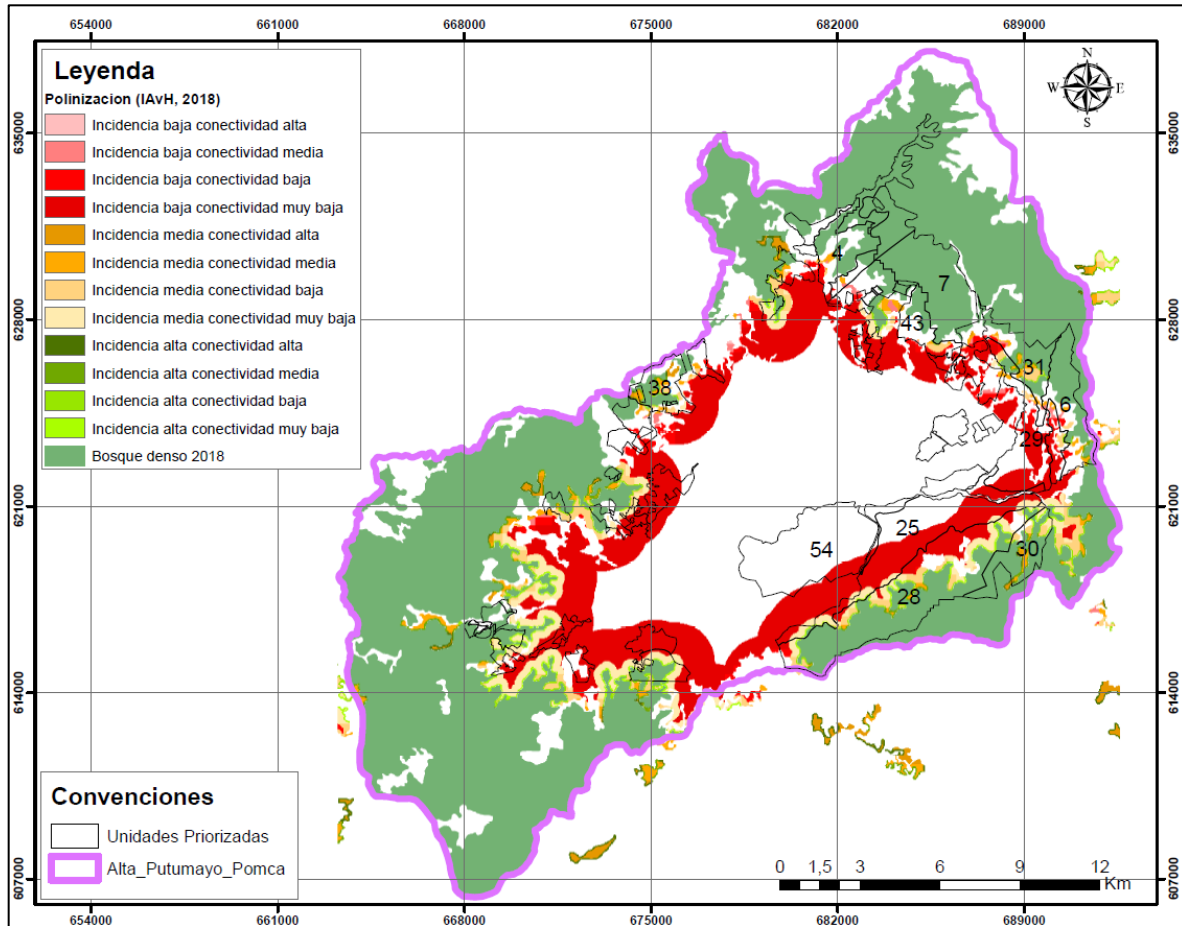 654000 661000 668000 675000 682000 689000
Leyenda
Polinizacion (IAvH, 2018)
Incidencia baja conectividad alta
Incidencia baja conectividad media
Incidencia baja conectividad baja
Incidencia baja conectividad muy baja
Incidencia media conectividad alta
Incidencia media conectividad media
Incidencia media conectividad baja
Incidencia media conectividad muy baja
Incidencia alta conectividad alta
Incidencia alta conectividad media
Incidencia alta conectividad baja
Incidencia alta conectividad muy baja
Bosque denso 2018
N
W E
S
635000 635000
4
7
628000 628000
43
31
38
6
29
621000 621000
25
54
30
28
614000 614000
Convenciones
Unidades Priorizadas
Alta_Putumayo_Pomca
0 1,5 3 6 9 12
Km
607000 607000
654000 661000 668000 675000 682000 689000